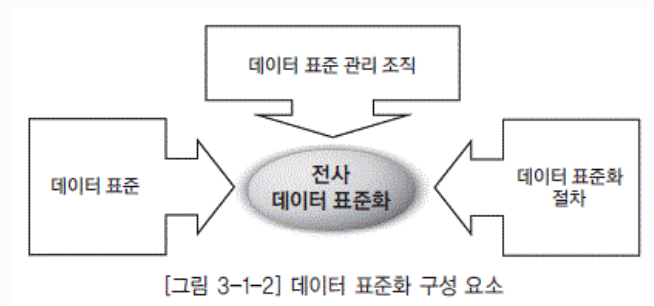 데이터 표준 관리 조직
데이터 표준
전사
데이터 표준화
데이터 표준화
절차
[그림 3-1-2] 데이터 표준화 구성 요소